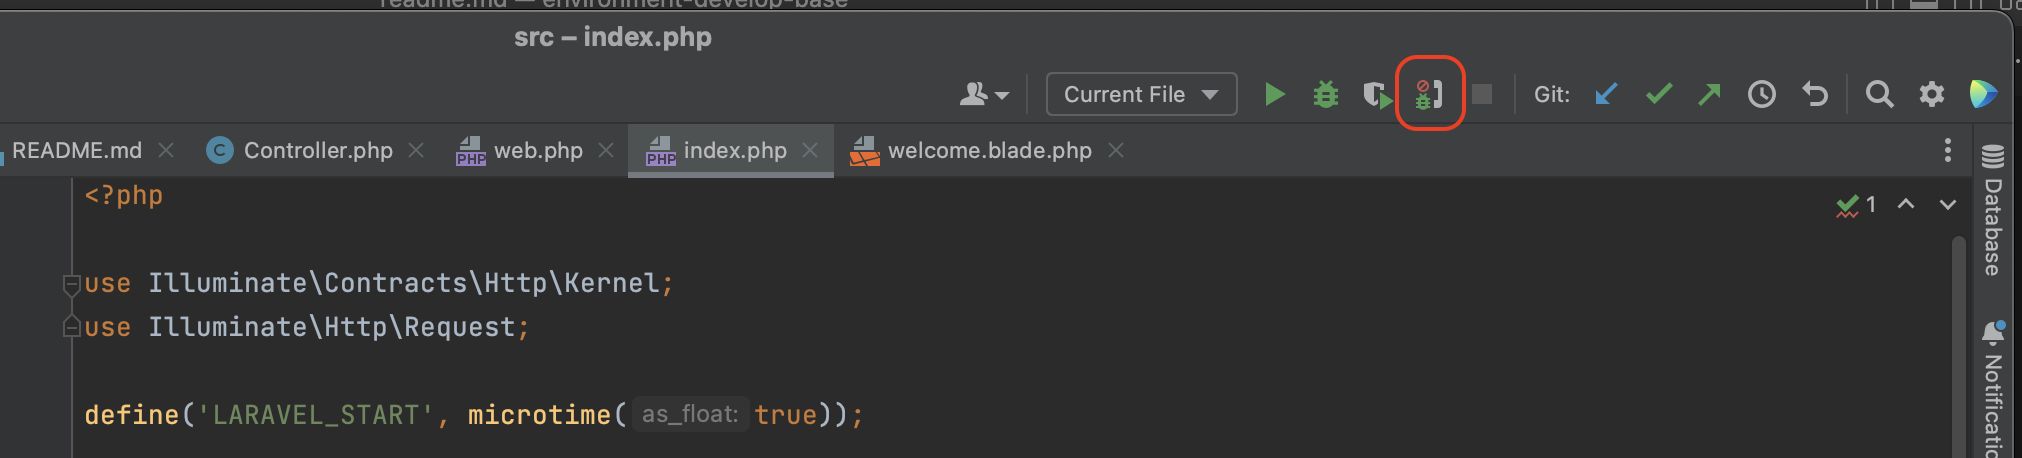 readme.md — environment-develop-base
src – index.php
Current File
Git:
README.md
C
Controller.php
PHP
web.php
PHP
index.php
welcome.blade.php
<?php
1
use Illuminate\Contracts\Http\Kernel;
use Illuminate\Http\Request;
define('LARAVEL_START', microtime( as_float: true));
Database
Notificatio